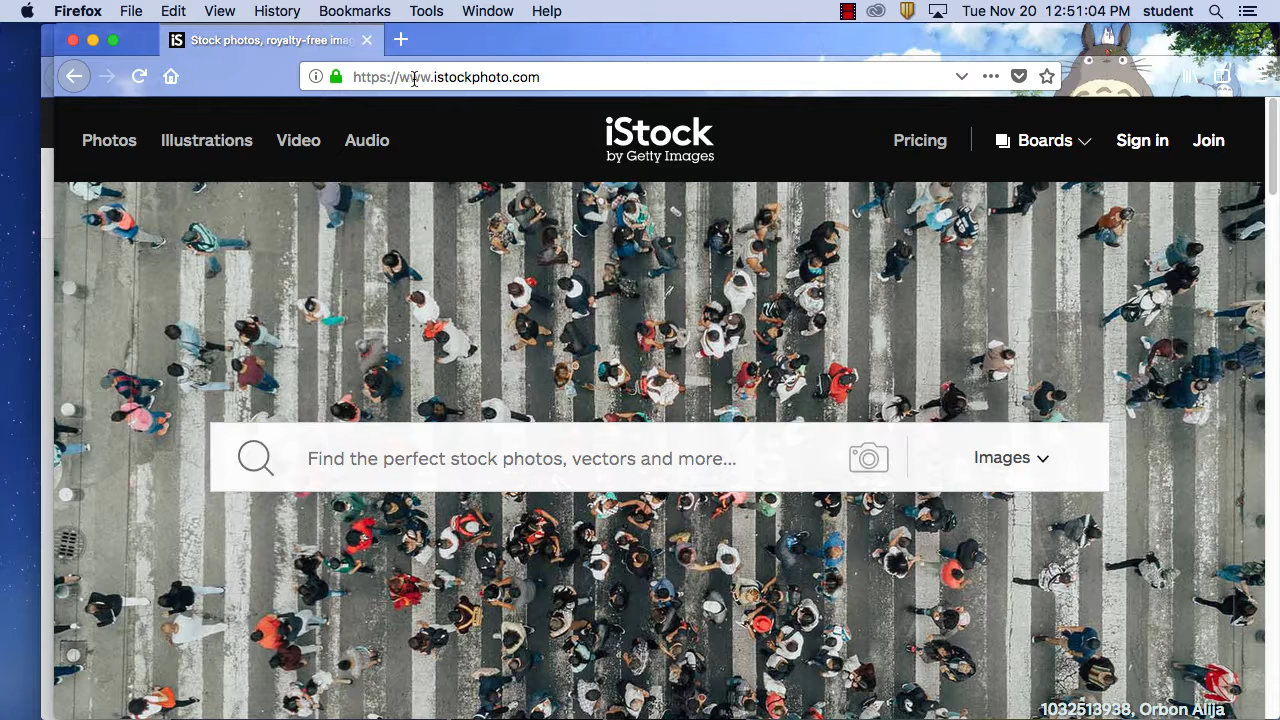 Firefox File Edit View History Bookmarks Tools Window Help Tue Nov 20 12:51:04 PM student
iS Stock photos, royalty-free imag
https://www.istockphoto.com
Photos Illustrations Video Audio iStock Pricing Boards Sign in Join
by Getty Images
Find the perfect stock photos, vectors and more... Images
1032513938, Orbon Alija